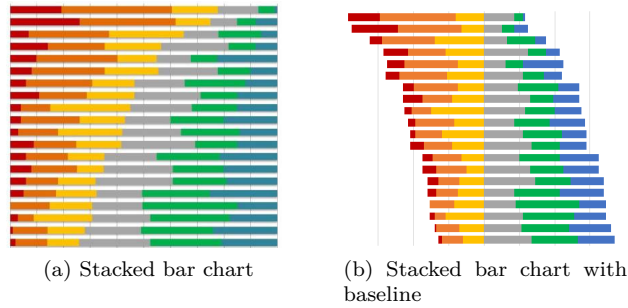 (a) Stacked bar chart
(b) Stacked bar chart with
baseline